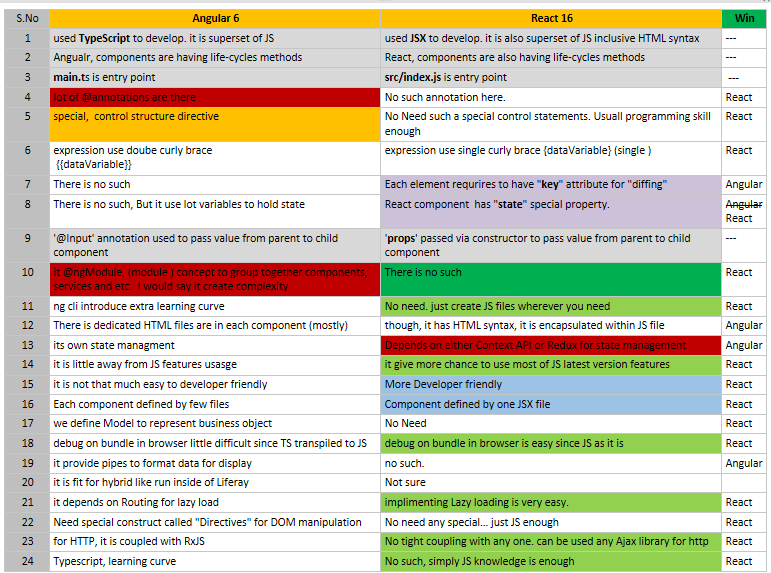 S.No Angular 6 React 16 Win
1 used TypeScript to develop. it is superset of JS used JSX to develop. it is also superset of JS inclusive HTML syntax ---
2 Angualr, components are having life-cycles methods React, components are also having life-cycles methods ---
3 main.ts is entry point src/index.js is entry point ---
4 lot of @annotations are there No such annotation here. React
5 special, control structure directive No Need such a special control statements. Usuall programming skill React
enough
6 expression use doube curly brace expression use single curly brace {dataVariable} (single ) React
{{dataVariable}}
7 There is no such Each element requrires to have "key" attribute for "diffing" Angular
8 There is no such, But it use lot variables to hold state React component has "state" special property. Angular
React
9 '@Input' annotation used to pass value from parent to child 'props' passed via constructor to pass value from parent to child ---
component component
10 it @ngModule, (module ) concept to group together components, There is no such React
services and etc. I would say it create complexity
11 ng cli introduce extra learning curve No need. just create JS files wherever you need React
12 There is dedicated HTML files are in each component (mostly) though, it has HTML syntax, it is encapsulated within JS file Angular
13 its own state managment Depends on either Context API or Redux for state management Angular
14 it is little away from JS features usasge it give more chance to use most of JS latest version features React
15 it is not that much easy to developer friendly More Developer friendly React
16 Each component defined by few files Component defined by one JSX file React
17 we define Model to represent business object No Need React
18 debug on bundle in browser little difficult since TS transpiled to JS debug on bundle in browser is easy since JS as it is React
19 it provide pipes to format data for display no such. Angular
20 it is fit for hybrid like run inside of Liferay Not sure
21 it depends on Routing for lazy load implimenting Lazy loading is very easy. React
22 Need special construct called "Directives" for DOM manipulation No need any special... just JS enough React
23 for HTTP, it is coupled with RxJS No tight coupling with any one. can be used any Ajax library for http React
24 Typescript, learning curve No such, simply JS knowledge is enough React